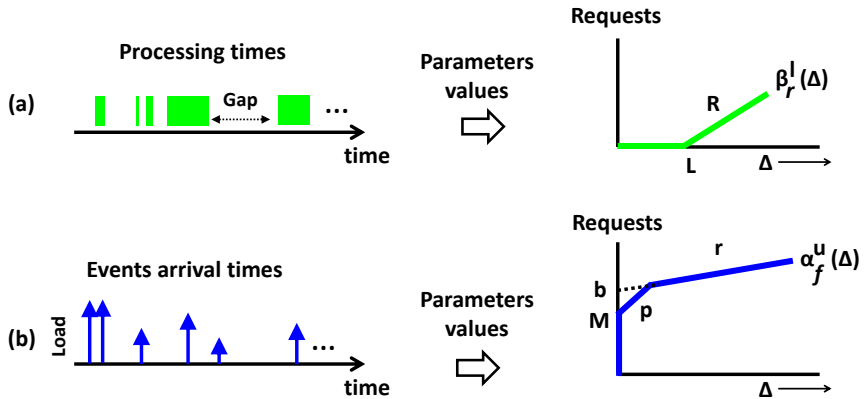 Requests
Processing times
Parameters values
(a)
Gap
...
R
β_r^l(Δ)
time
L
Δ
Requests
Events arrival times
r
α_f^u(Δ)
Parameters values
b
p
M
(b)
Load
...
time
Δ